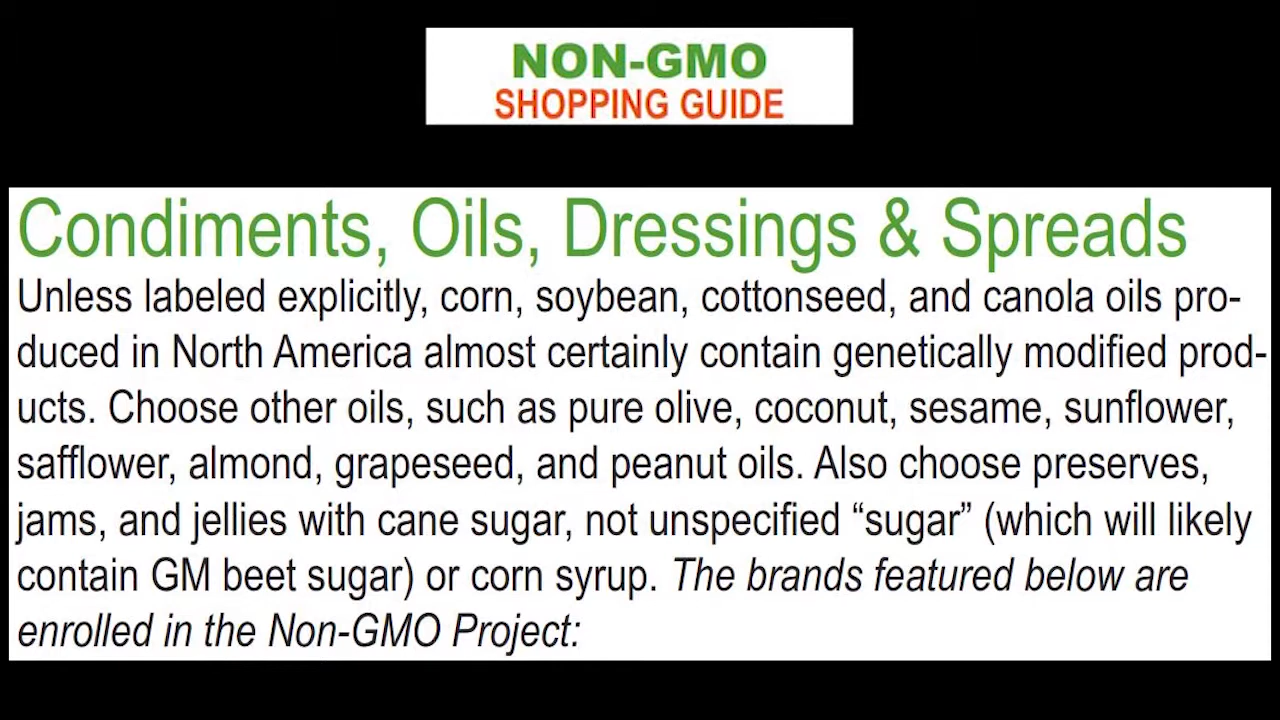 NON-GMO
SHOPPING GUIDE
Condiments, Oils, Dressings & Spreads
Unless labeled explicitly, corn, soybean, cottonseed, and canola oils pro-
duced in North America almost certainly contain genetically modified prod-
ucts. Choose other oils, such as pure olive, coconut, sesame, sunflower,
safflower, almond, grapeseed, and peanut oils. Also choose preserves,
jams, and jellies with cane sugar, not unspecified “sugar” (which will likely
contain GM beet sugar) or corn syrup. The brands featured below are
enrolled in the Non-GMO Project: